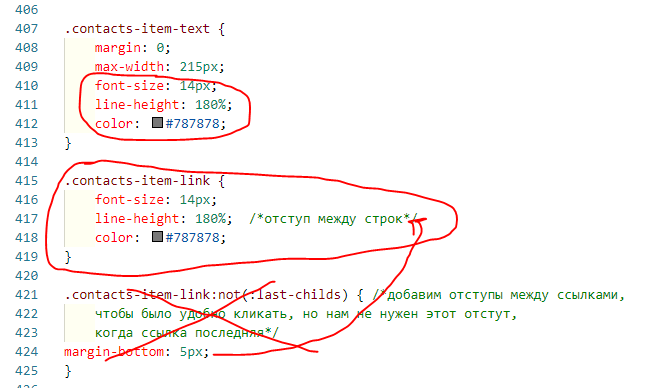 406
407 .contacts-item-text {
408 margin: 0;
409 max-width: 215px;
410 font-size: 14px;
411 line-height: 180%;
412 color: #787878;
413 }
414
415 .contacts-item-link {
416 font-size: 14px;
417 line-height: 180%; /*отступ между строк*/
418 color: #787878;
419 }
420
421 .contacts-item-link:not(:last-childs) { /*добавим отступы между ссылками,
422 чтобы было удобно кликать, но нам не нужен этот отстут,
423 когда ссылка последняя*/
424 margin-bottom: 5px;
425 }
426